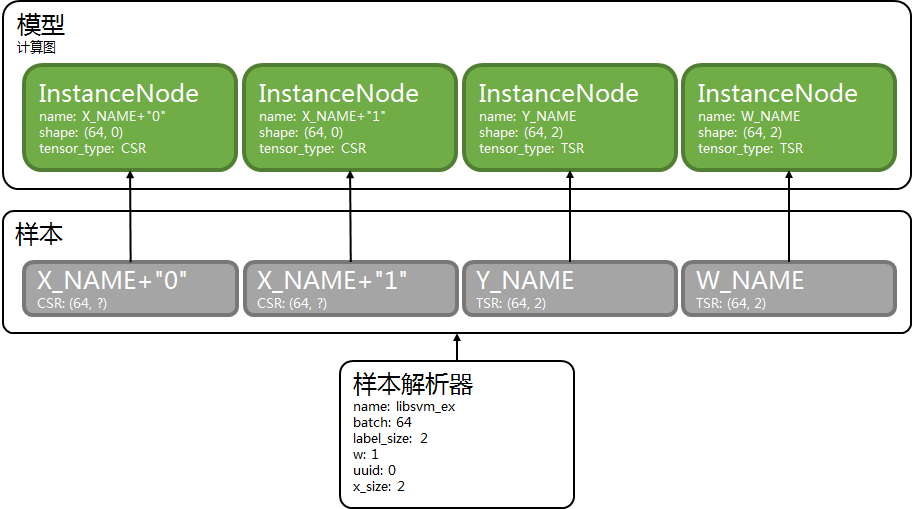 模型
计算图
InstanceNode
name: X_NAME+"0"
shape: (64, 0)
tensor_type: CSR
InstanceNode
name: X_NAME+"1"
shape: (64, 0)
tensor_type: CSR
InstanceNode
name: Y_NAME
shape: (64, 2)
tensor_type: TSR
InstanceNode
name: W_NAME
shape: (64, 2)
tensor_type: TSR
样本
X_NAME+"0"
CSR: (64, ?)
X_NAME+"1"
CSR: (64, ?)
Y_NAME
TSR: (64, 2)
W_NAME
TSR: (64, 2)
样本解析器
name: libsvm_ex
batch: 64
label_size: 2
w: 1
uuid: 0
x_size: 2